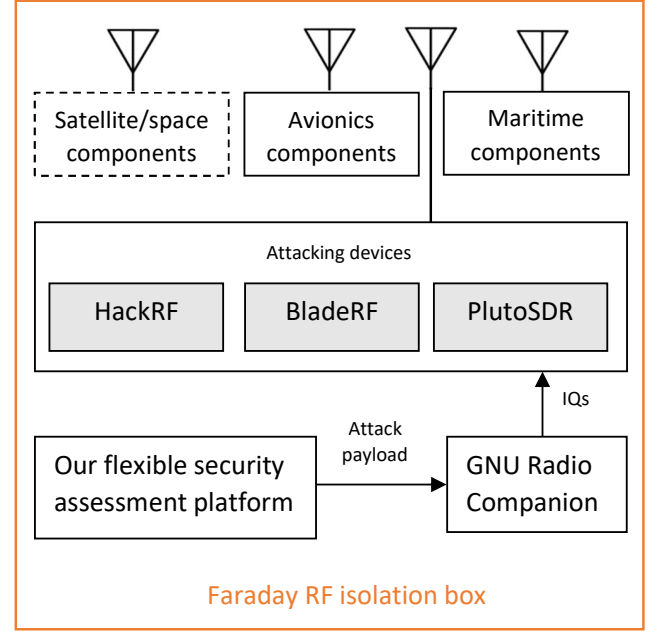 Satellite/space
components
Avionics
components
Maritime
components
Attacking devices
HackRF
BladeRF
PlutoSDR
IQs
Attack
payload
Our flexible security
assessment platform
GNU Radio
Companion
Faraday RF isolation box